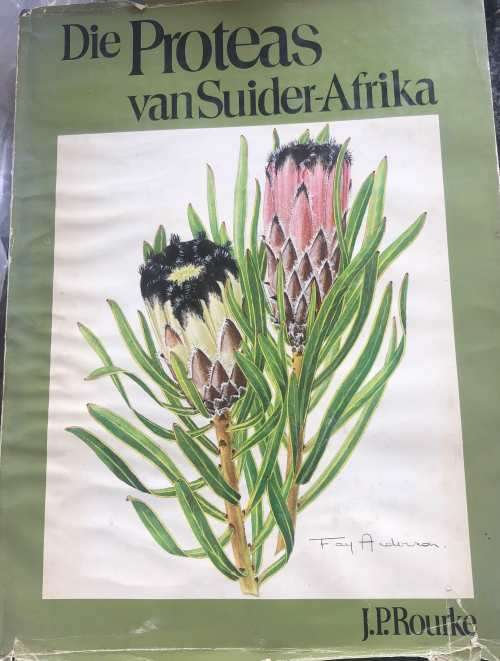 Die Proteas
van Suider-Afrika
Fay Anderson.
J.P.Rourke